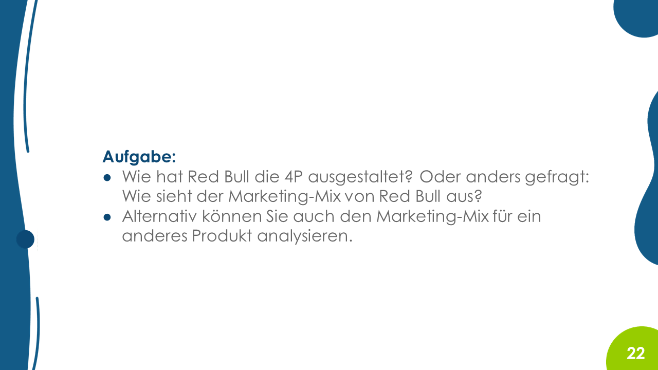 Aufgabe:
● Wie hat Red Bull die 4P ausgestaltet? Oder anders gefragt:
Wie sieht der Marketing-Mix von Red Bull aus?
● Alternativ können Sie auch den Marketing-Mix für ein
anderes Produkt analysieren.
22